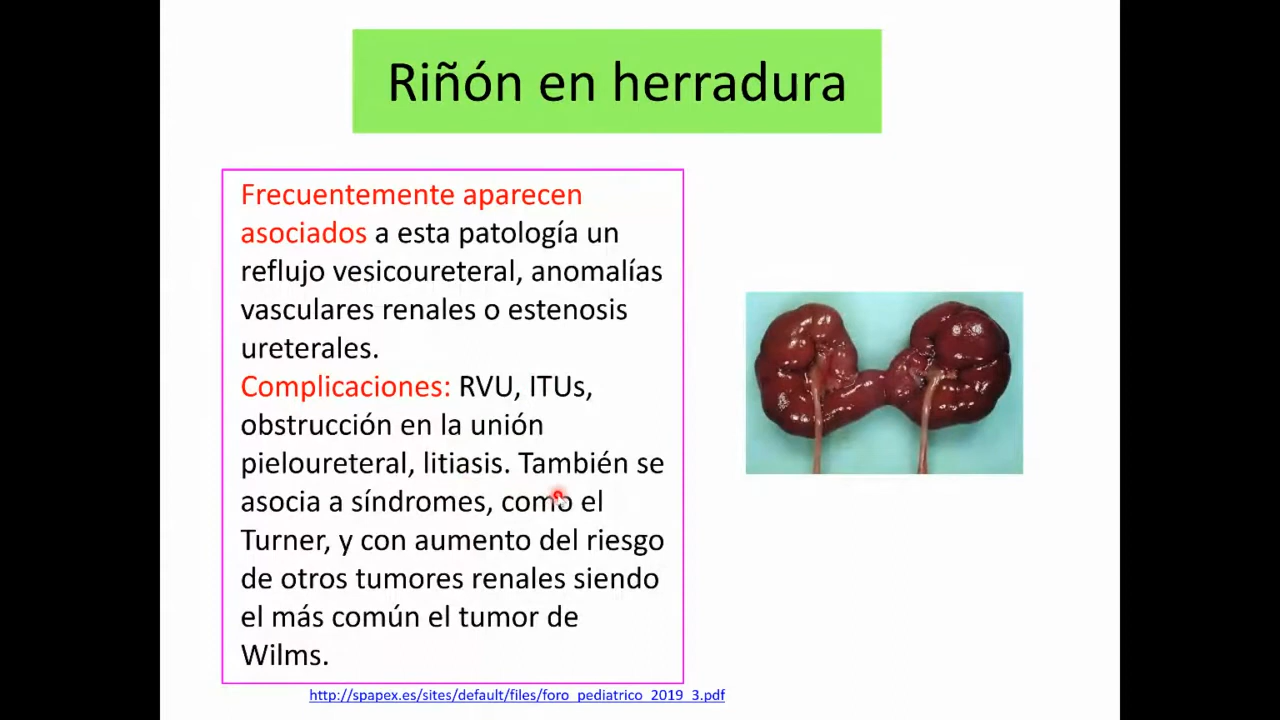 Riñón en herradura
Frecuentemente aparecen
asociados a esta patología un
reflujo vesicoureteral, anomalías
vasculares renales o estenosis
ureterales.
Complicaciones: RVU, ITUs,
obstrucción en la unión
pieloureteral, litiasis. También se
asocia a síndromes, como el
Turner, y con aumento del riesgo
de otros tumores renales siendo
el más común el tumor de
Wilms.
http://spapex.es/sites/default/files/foro_pediatrico_2019_3.pdf